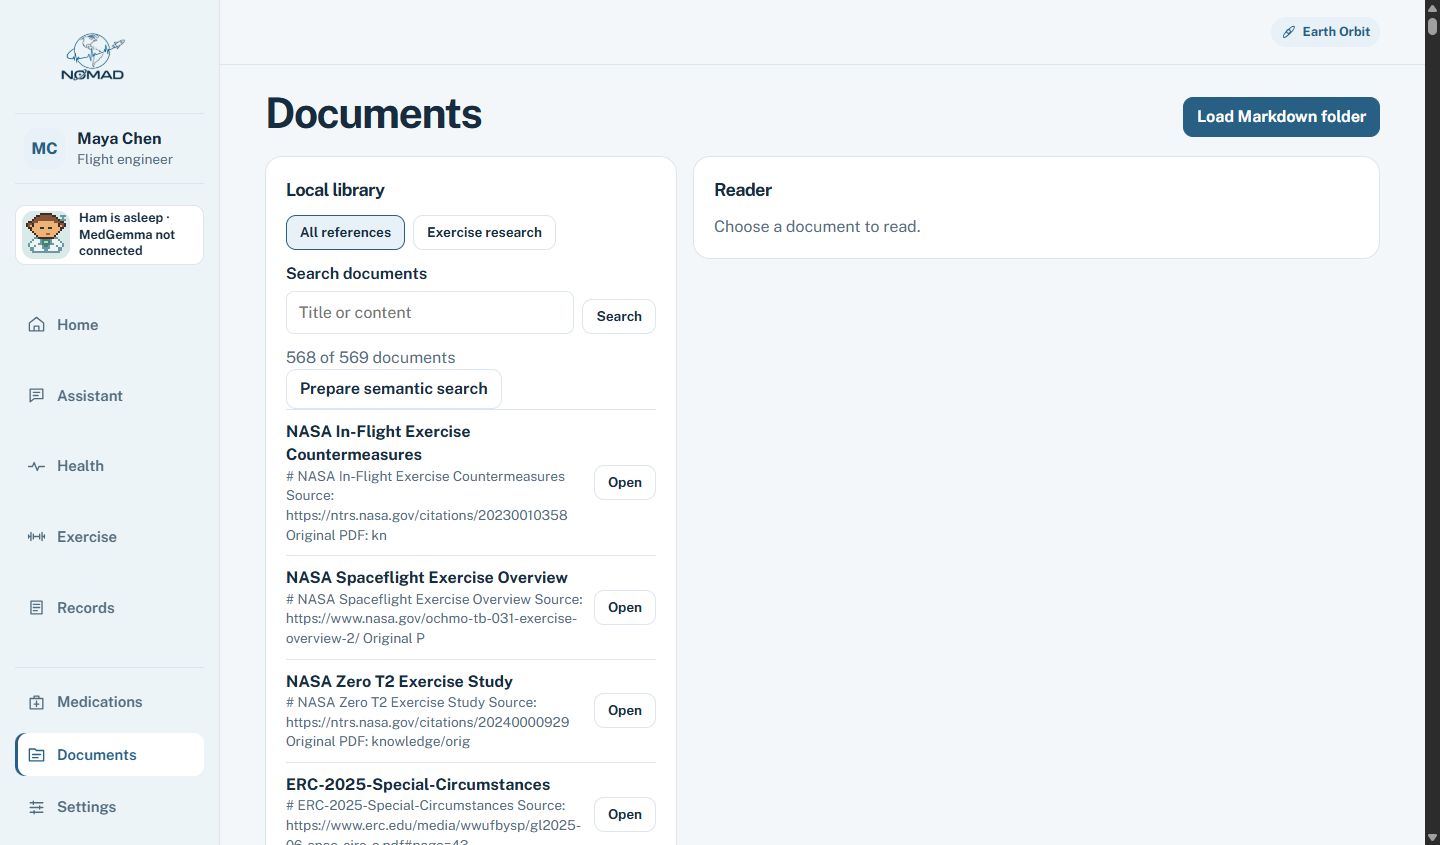 NOMAD
MC
Maya Chen
Flight engineer
Ham is asleep ·
MedGemma not
connected
Home
Assistant
Health
Exercise
Records
Medications
Documents
Settings
Earth Orbit
Documents
Load Markdown folder
Local library
All references
Exercise research
Search documents
Title or content
Search
568 of 569 documents
Prepare semantic search
NASA In-Flight Exercise
Countermeasures
# NASA In-Flight Exercise Countermeasures
Source:
https://ntrs.nasa.gov/citations/20230010358
Original PDF: kn
Open
NASA Spaceflight Exercise Overview
# NASA Spaceflight Exercise Overview Source:
https://www.nasa.gov/ochmo-tb-031-exercise-
overview-2/ Original P
Open
NASA Zero T2 Exercise Study
# NASA Zero T2 Exercise Study Source:
https://ntrs.nasa.gov/citations/20240000929
Original PDF: knowledge/orig
Open
ERC-2025-Special-Circumstances
# ERC-2025-Special-Circumstances Source:
https://www.erc.edu/media/wwufbysp/gl2025-
Open
Reader
Choose a document to read.